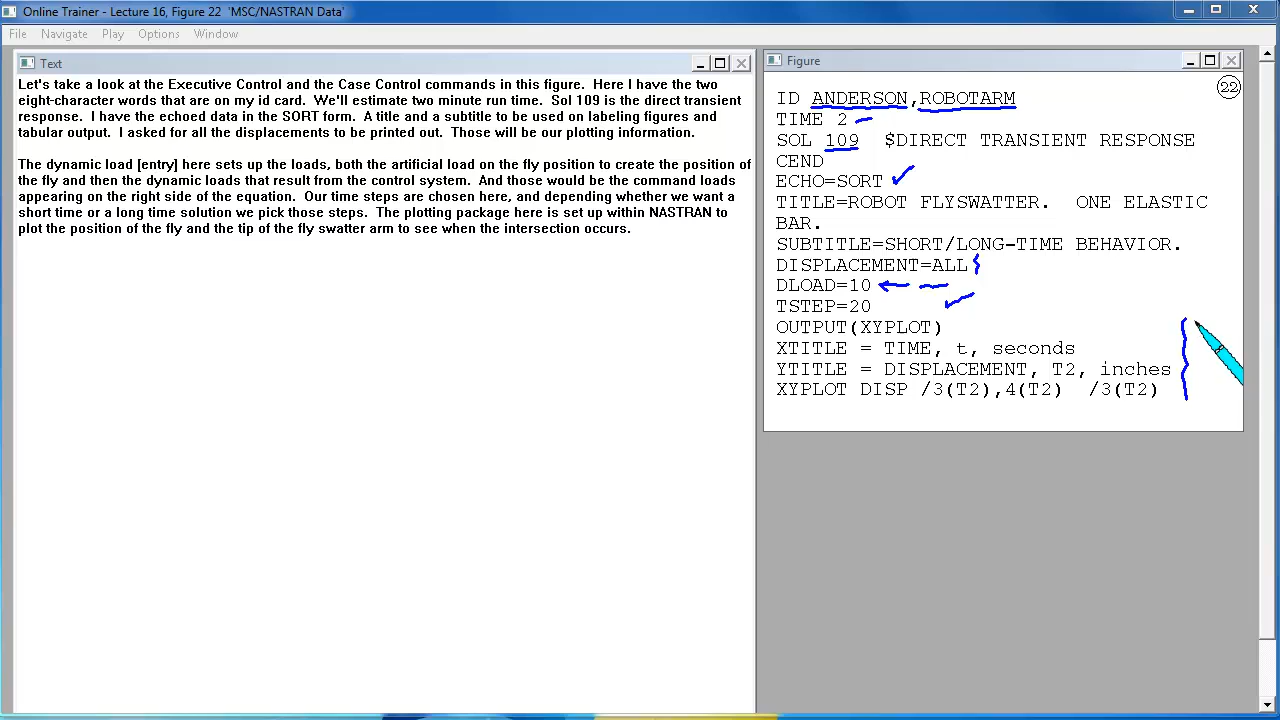 Online Trainer - Lecture 16, Figure 22 'MSC/NASTRAN Data'
File Navigate Play Options Window
Text
Let's take a look at the Executive Control and the Case Control commands in this figure. Here I have the two
eight-character words that are on my id card. We'll estimate two minute run time. Sol 109 is the direct transient
response. I have the echoed data in the SORT form. A title and a subtitle to be used on labeling figures and
tabular output. I asked for all the displacements to be printed out. Those will be our plotting information.
The dynamic load [entry] here sets up the loads, both the artificial load on the fly position to create the position of
the fly and then the dynamic loads that result from the control system. And those would be the command loads
appearing on the right side of the equation. Our time steps are chosen here, and depending whether we want a
short time or a long time solution we pick those steps. The plotting package here is set up within NASTRAN to
plot the position of the fly and the tip of the fly swatter arm to see when the intersection occurs.
Figure
22
ID ANDERSON,ROBOTARM
TIME 2
SOL 109 $DIRECT TRANSIENT RESPONSE
CEND
ECHO=SORT
TITLE=ROBOT FLYSWATTER. ONE ELASTIC
BAR.
SUBTITLE=SHORT/LONG-TIME BEHAVIOR.
DISPLACEMENT=ALL
DLOAD=10
TSTEP=20
OUTPUT(XYPLOT)
XTITLE = TIME, t, seconds
YTITLE = DISPLACEMENT, T2, inches
XYPLOT DISP /3(T2),4(T2) /3(T2)